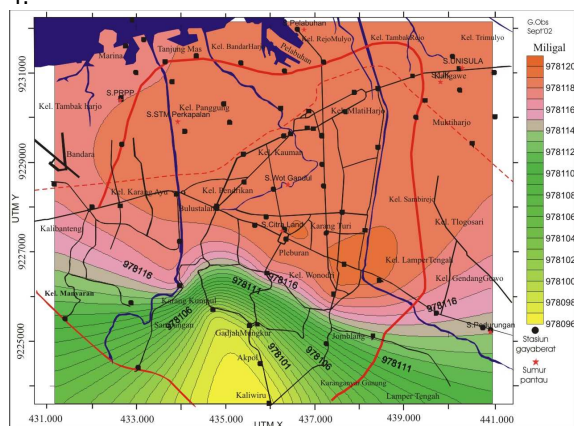 4.
G.Obs
Sept'02
Miligal
Pelabuhan
Kel. RejoMulyo
Kel. TambakRejo
Kel. Trimulyo
Tanjung Mas
Kel. BandarHarjo
Pelabuhan
Marina
S.UNISULA
9231000
S.PRPP
Kel. Tambak Harjo
Kel. Panggung
S.STM Perkapalan
Kel. MlatiHarjo
Muktiharjo
Bandara
9229000
Kel. Kauman
S.Wot Gandul
Kel. Pendrikan
Kel. Karang Ayu
Kel. Sambirejo
Bulustalan
Kel. Tlogosari
Kalibanteng
S.Citra Land
Karang Turi
9227000
Pleburan
Kel. LamperTengah
Kel. Wonodri
Kel. GendangGuwo
978116
978111
978116
978116
Kel. Manyaran
Karang Kumpul
978106
Sampangan
GadjahMungkur
S.Pedurungan
Jomblang
9225000
978101
978106
978111
Akpol
Karanganyar Gunung
Kaliwiru
Lamper Tengah
431.000
433.000
435.000
437.000
439.000
441.000
UTM X
UTM Y
978120
978118
978116
978114
978112
978110
978108
978106
978104
978102
978100
978098
978096
Stasiun
gayaberat
Sumur
pantau